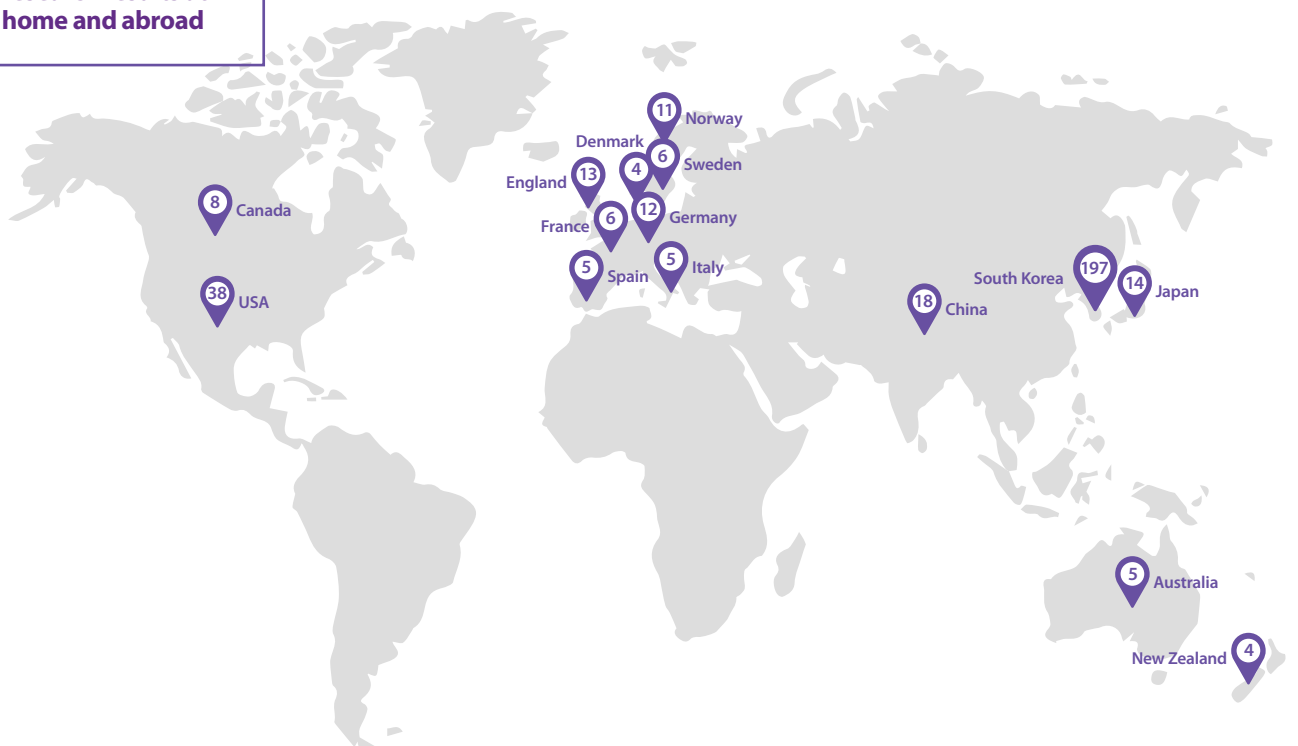 home and abroad
11
Norway
Denmark
4
6
Sweden
England
13
8
Canada
France
6
12
Germany
5
Spain
5
Italy
38
USA
South Korea
197
14
Japan
18
China
5
Australia
New Zealand
4